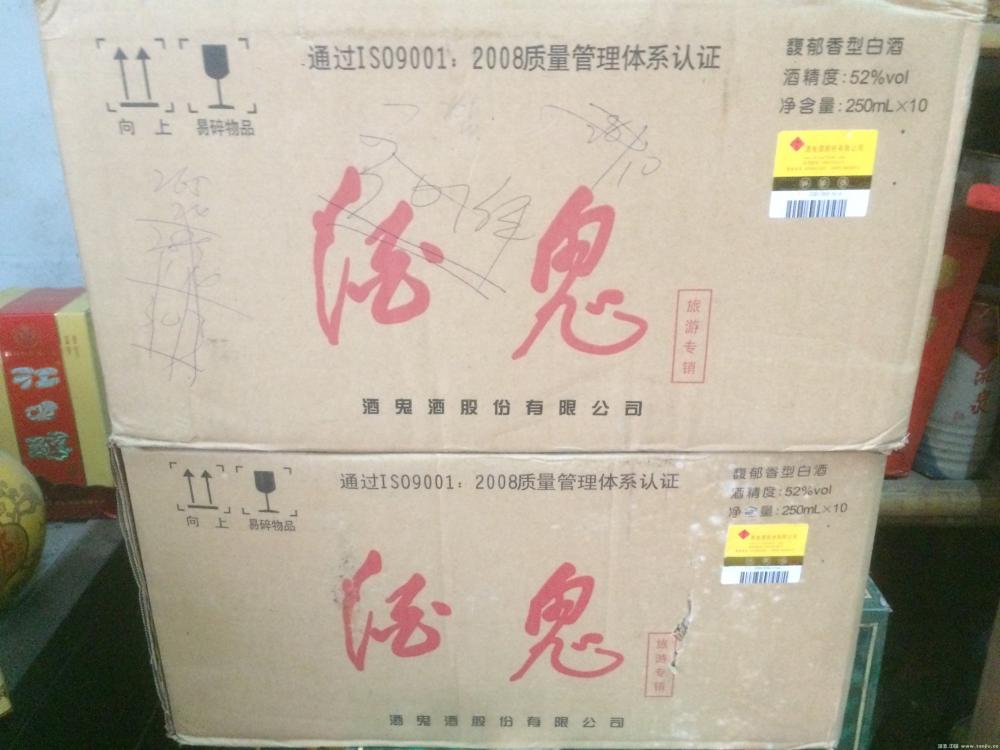 通过ISO9001：2008质量管理体系认证
馥郁香型白酒
酒精度:52%vol
净含量:250mL×10
向上
易碎物品
07年
酒鬼
旅游专销
酒鬼酒股份有限公司
通过ISO9001：2008质量管理体系认证
馥郁香型白酒
酒精度:52%vol
净含量:250mL×10
向上
易碎物品
酒鬼
旅游专销
酒鬼酒股份有限公司